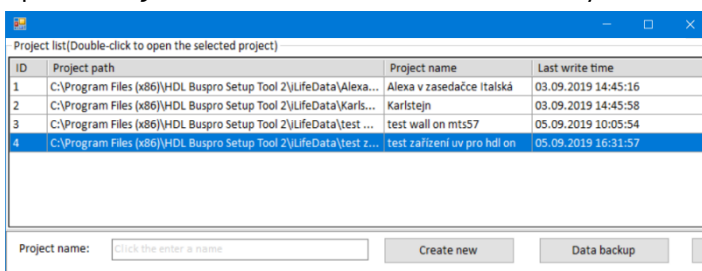 Project list(Double-click to open the selected project)
ID Project path Project name Last write time
1 C:\Program Files (x86)\HDL Buspro Setup Tool 2\iLifeData\Alexa... Alexa v zasedačce Italská 03.09.2019 14:45:16
2 C:\Program Files (x86)\HDL Buspro Setup Tool 2\iLifeData\Karls... Karlstejn 03.09.2019 14:45:58
3 C:\Program Files (x86)\HDL Buspro Setup Tool 2\iLifeData\test ... test wall on mts57 05.09.2019 10:05:54
4 C:\Program Files (x86)\HDL Buspro Setup Tool 2\iLifeData\test z... test zařízení uv pro hdl on 05.09.2019 16:31:57
Project name: Click the enter a name Create new Data backup